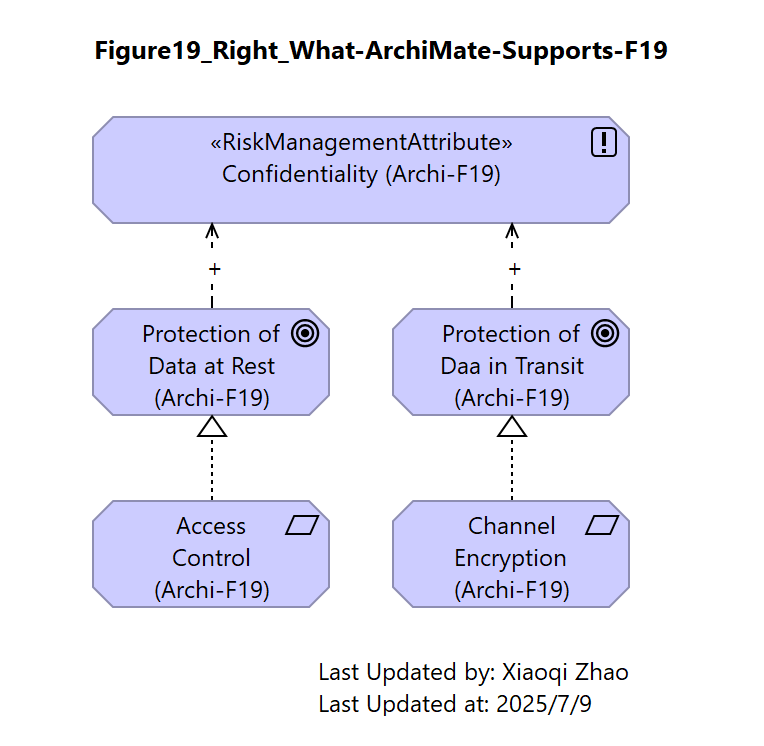 Figure19_Right_What-ArchiMate-Supports-F19
«RiskManagementAttribute»
Confidentiality (Archi-F19)
+
+
Protection of
Data at Rest
(Archi-F19)
Protection of
Daa in Transit
(Archi-F19)
Access
Control
(Archi-F19)
Channel
Encryption
(Archi-F19)
Last Updated by: Xiaoqi Zhao
Last Updated at: 2025/7/9